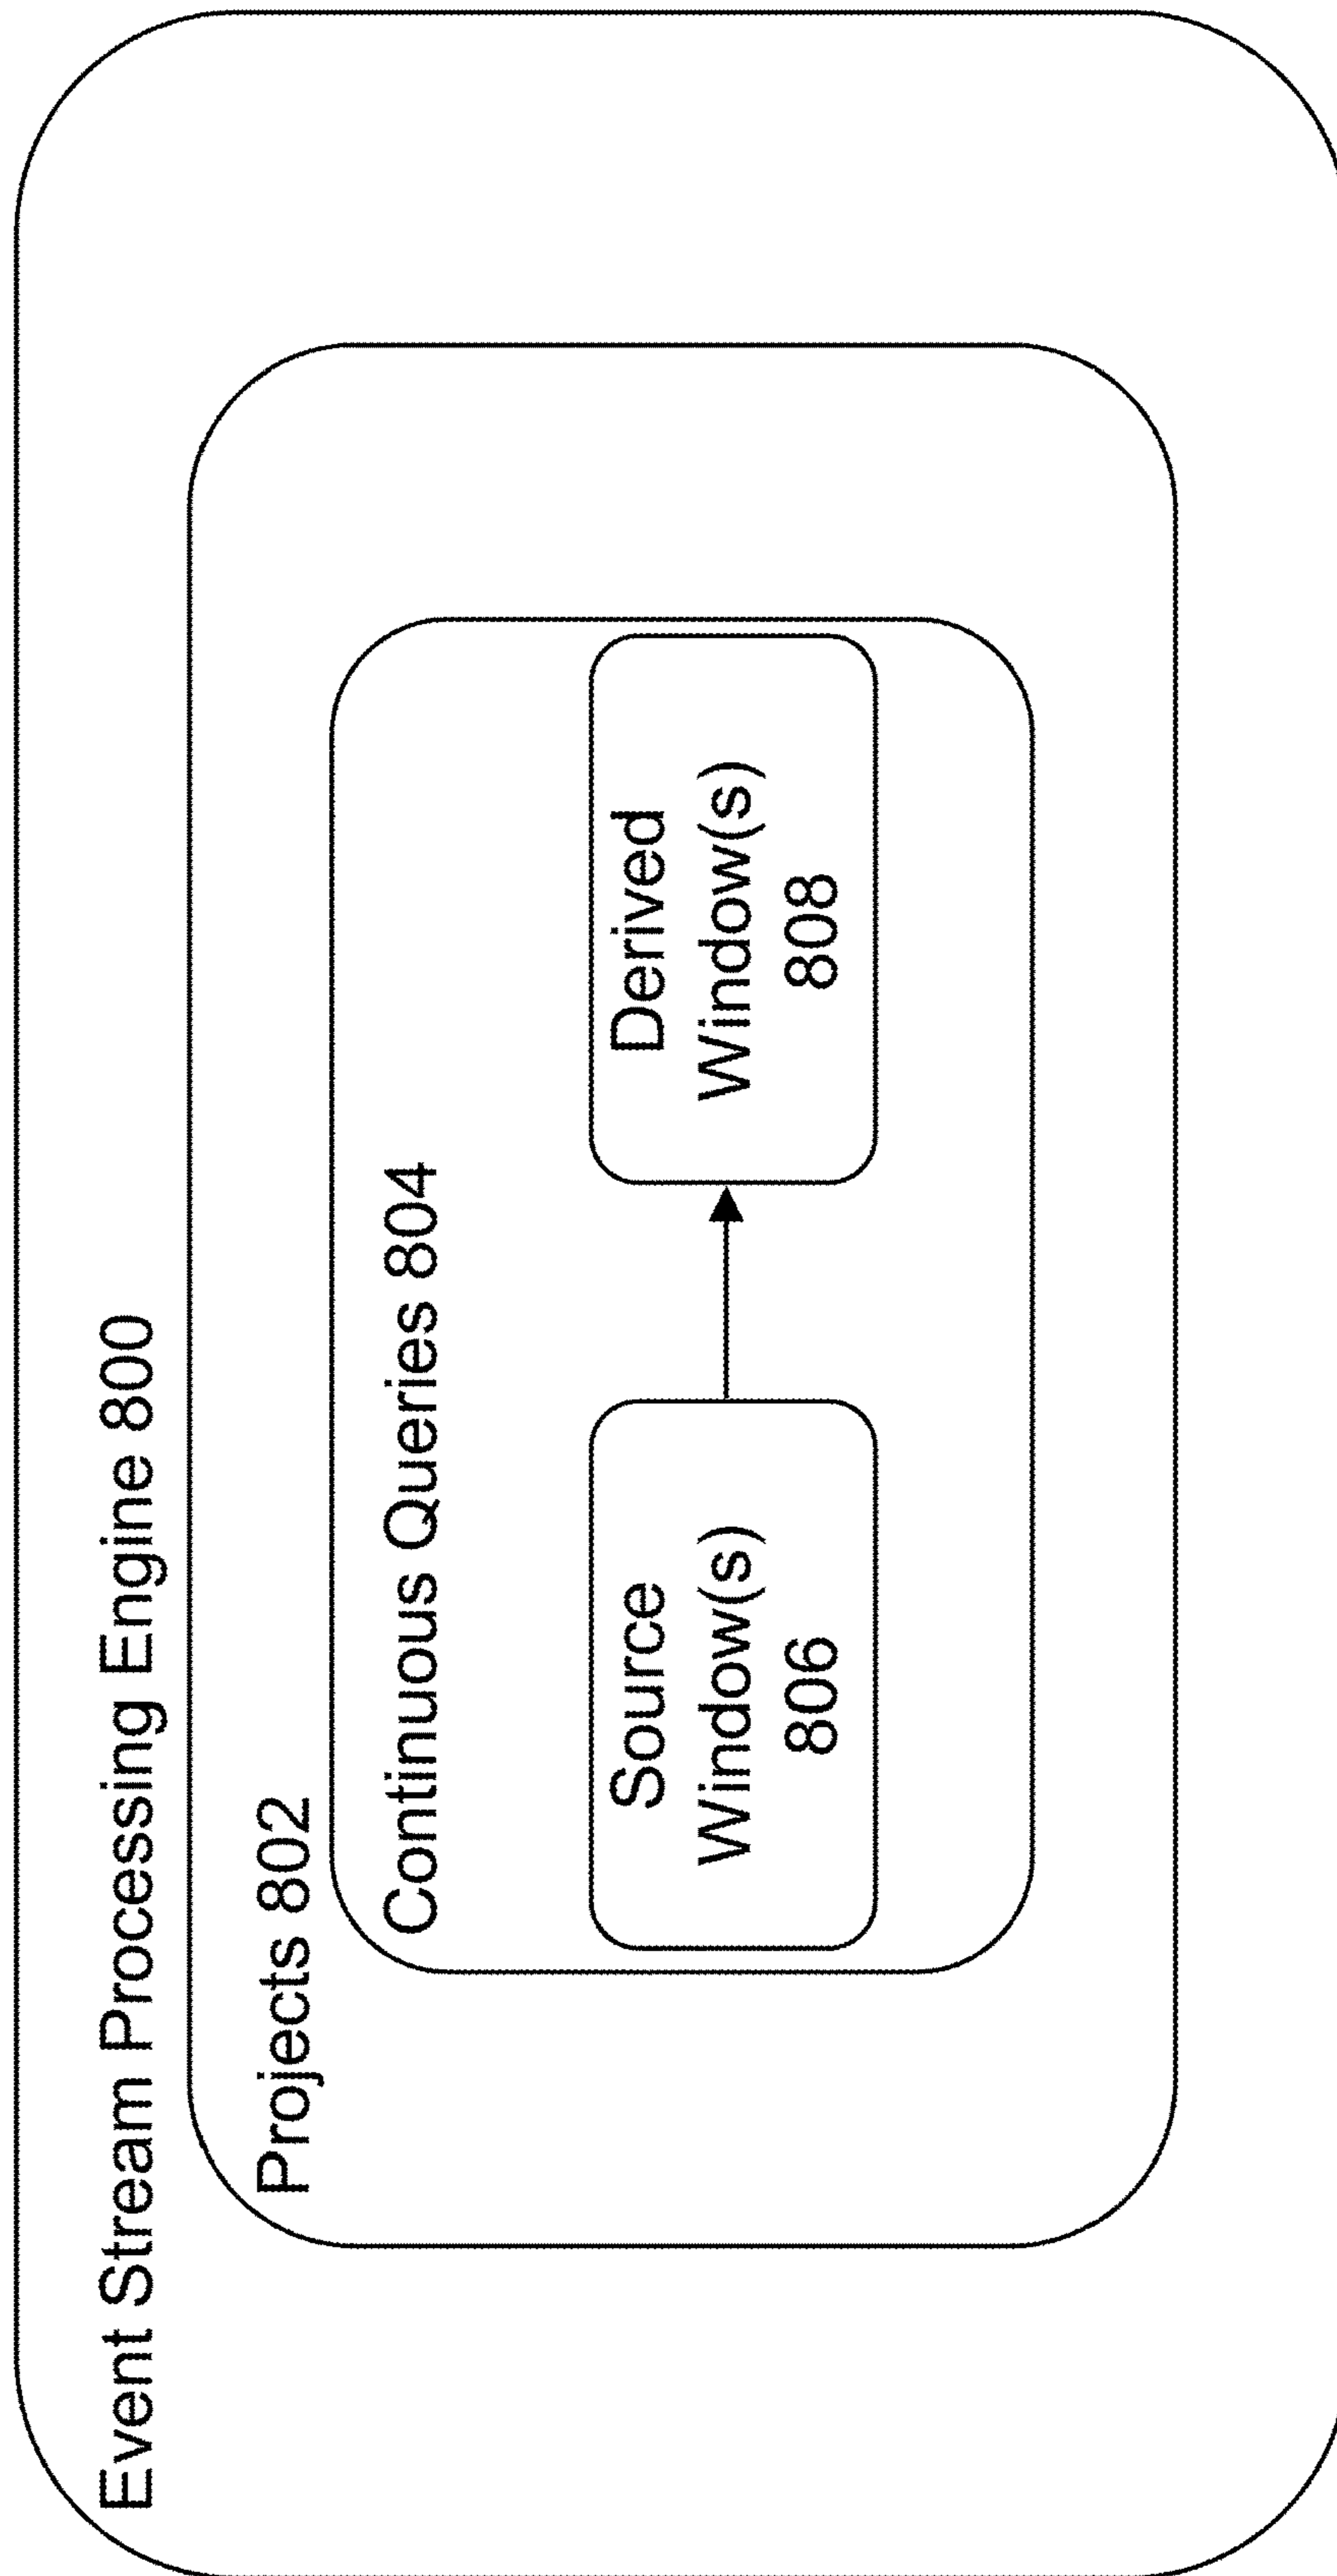 Event Stream Processing Engine 800
Projects 802
Continuous Queries 804
Source
Window(s)
806
Derived
Window(s)
808